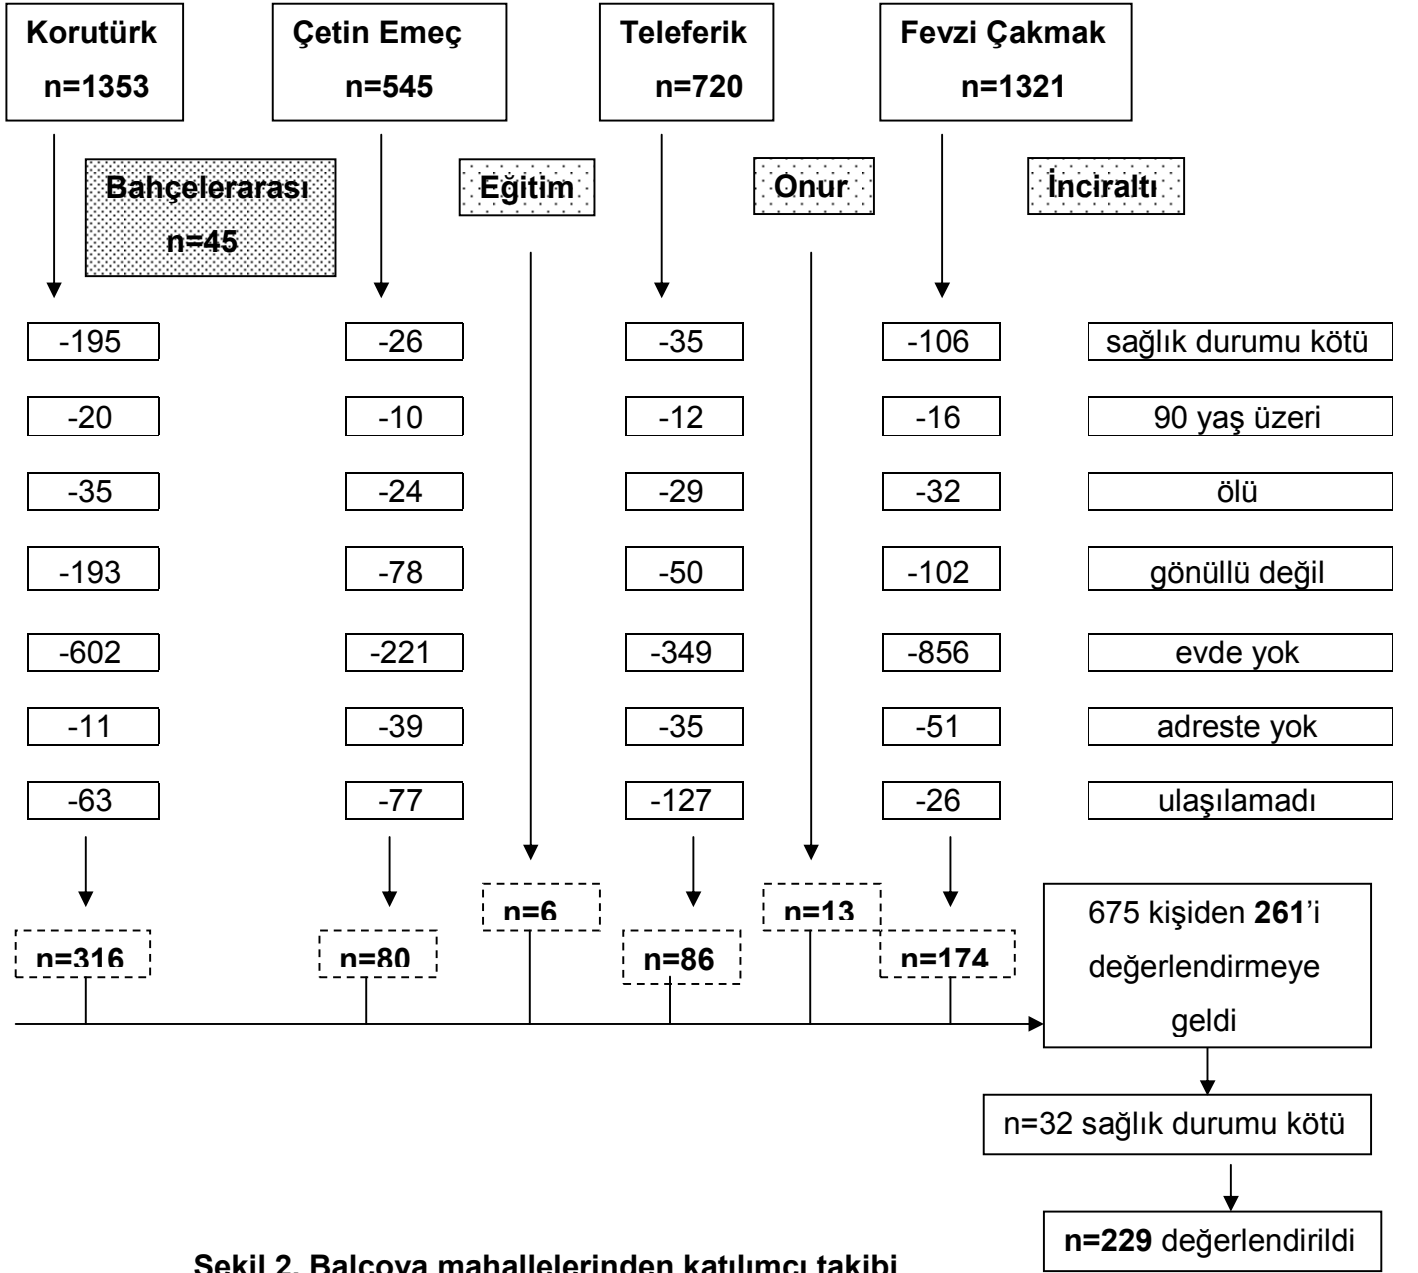 Korutürk
n=1353
Çetin Emeç
n=545
Teleferik
n=720
Fevzi Çakmak
n=1321
Bahçelerarası
n=45
Eğitim
Onur
İnciraltı
-195 -26 -35 -106 sağlık durumu kötü
-20 -10 -12 -16 90 yaş üzeri
-35 -24 -29 -32 ölü
-193 -78 -50 -102 gönüllü değil
-602 -221 -349 -856 evde yok
-11 -39 -35 -51 adreste yok
-63 -77 -127 -26 ulaşılamadı
n=6
n=13
n=316
n=80
n=86
n=174
675 kişiden 261'i
değerlendirmeye
geldi
n=32 sağlık durumu kötü
n=229 değerlendirildi
Şekil 2. Balçova mahallelerinden katılımcı takibi